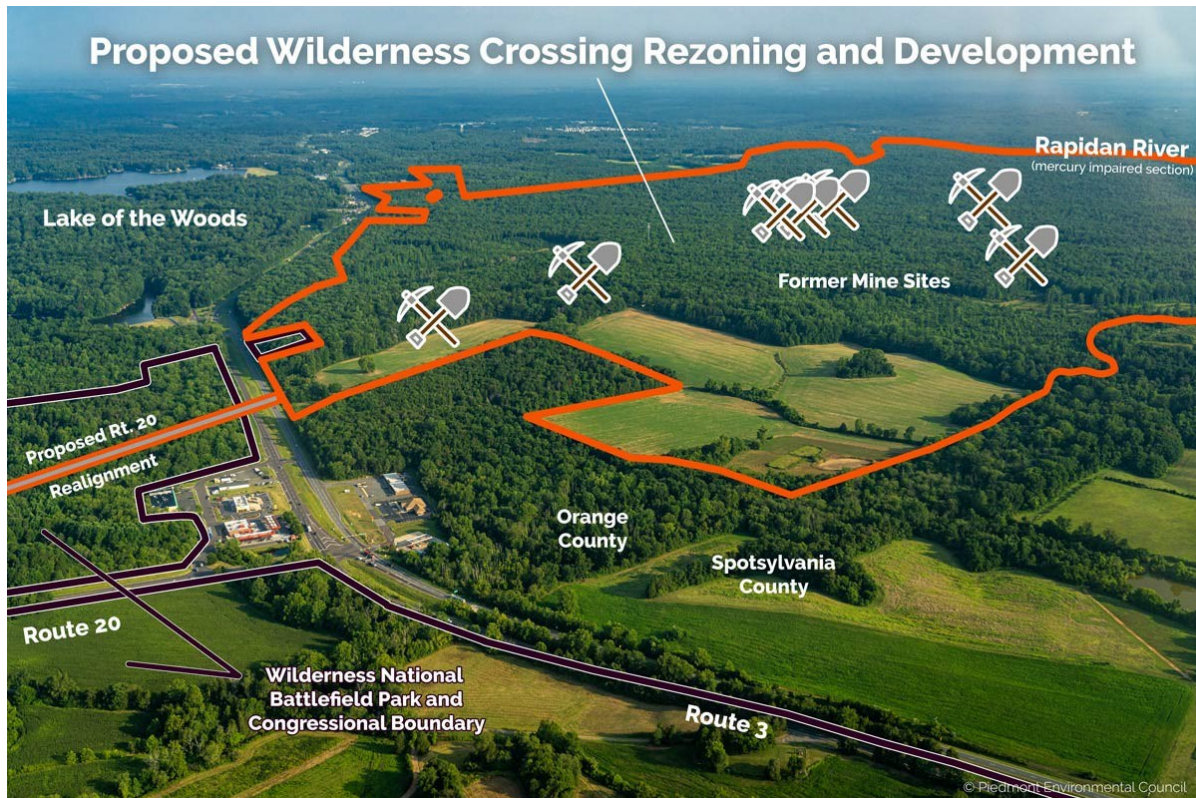 Proposed Wilderness Crossing Rezoning and Development
Rapidan River
(mercury impaired section)
Lake of the Woods
Former Mine Sites
Proposed Rt. 20
Realignment
Orange
County
Spotsylvania
County
Route 20
Wilderness National
Battlefield Park and
Congressional Boundary
Route 3
© Piedmont Environmental Council